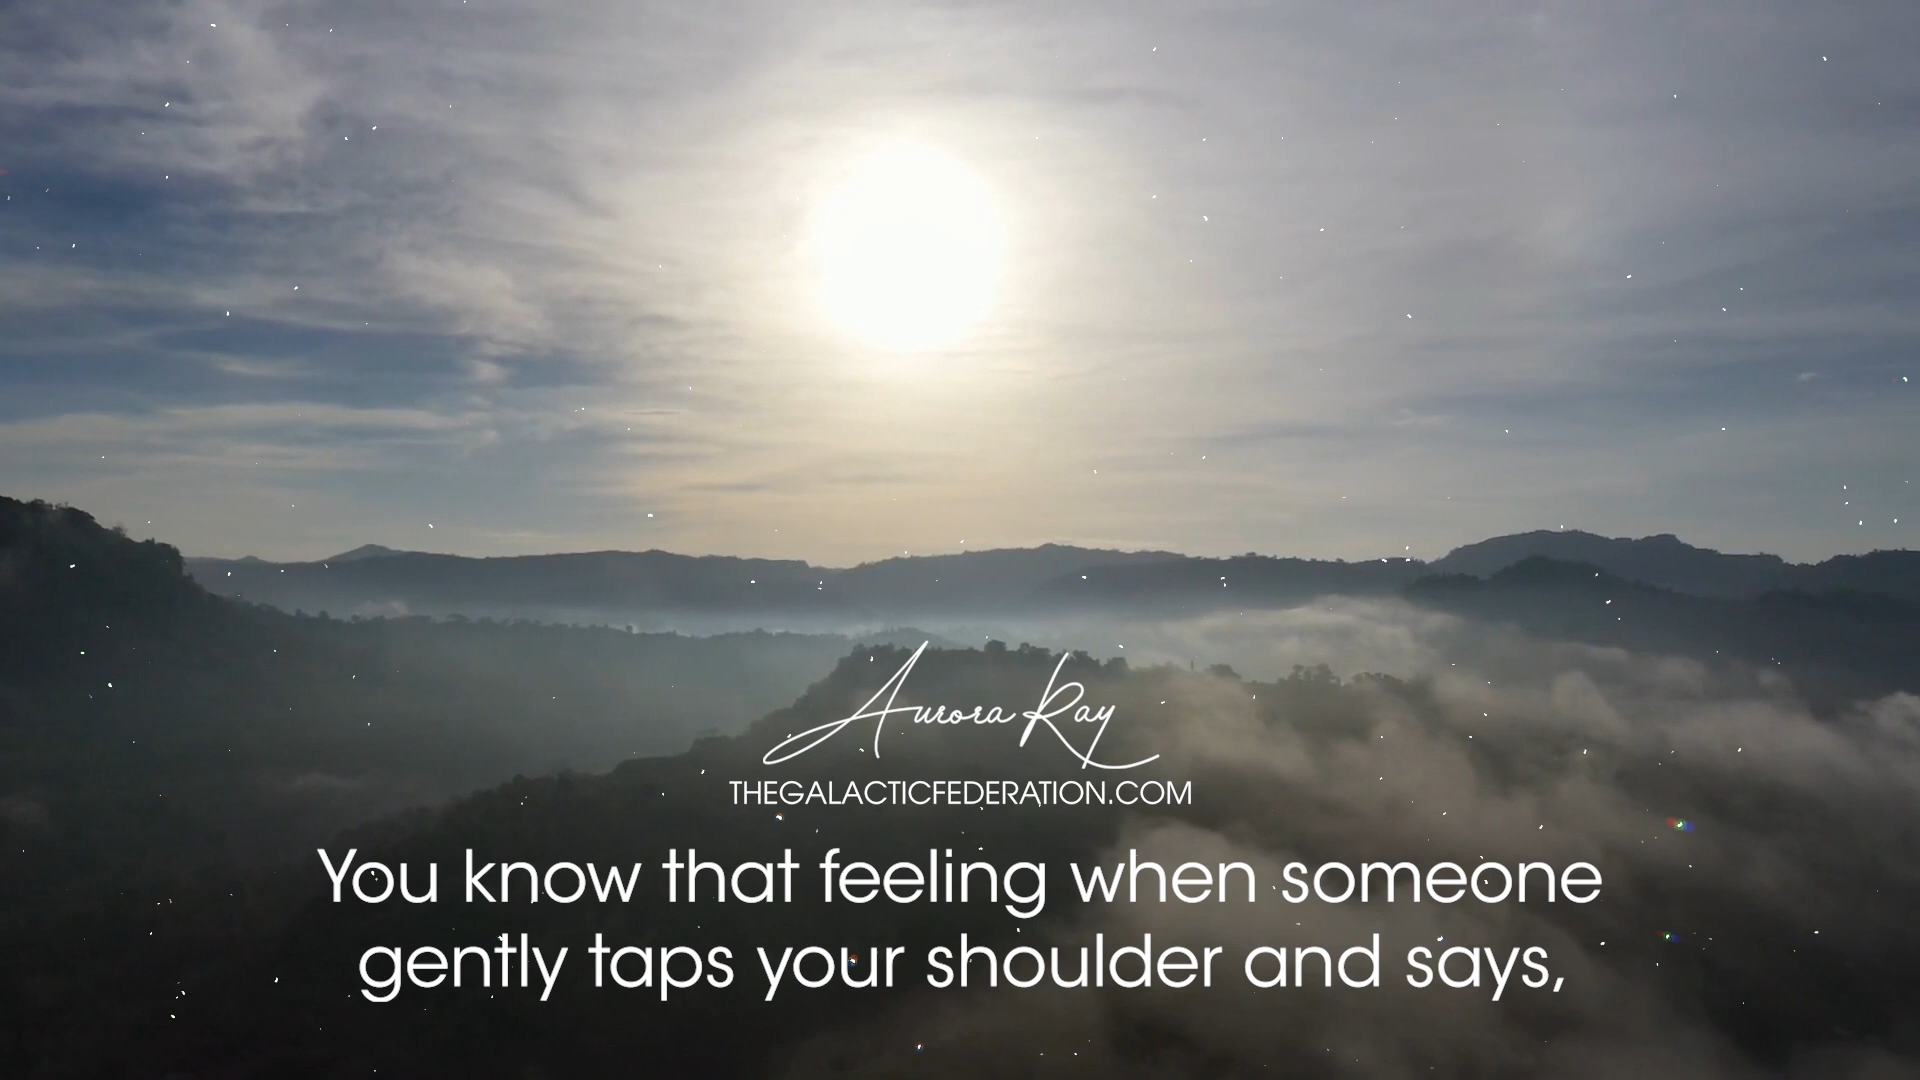 Aurora Ray
THEGALACTICFEDERATION.COM
You know that feeling when someone
gently taps your shoulder and says,